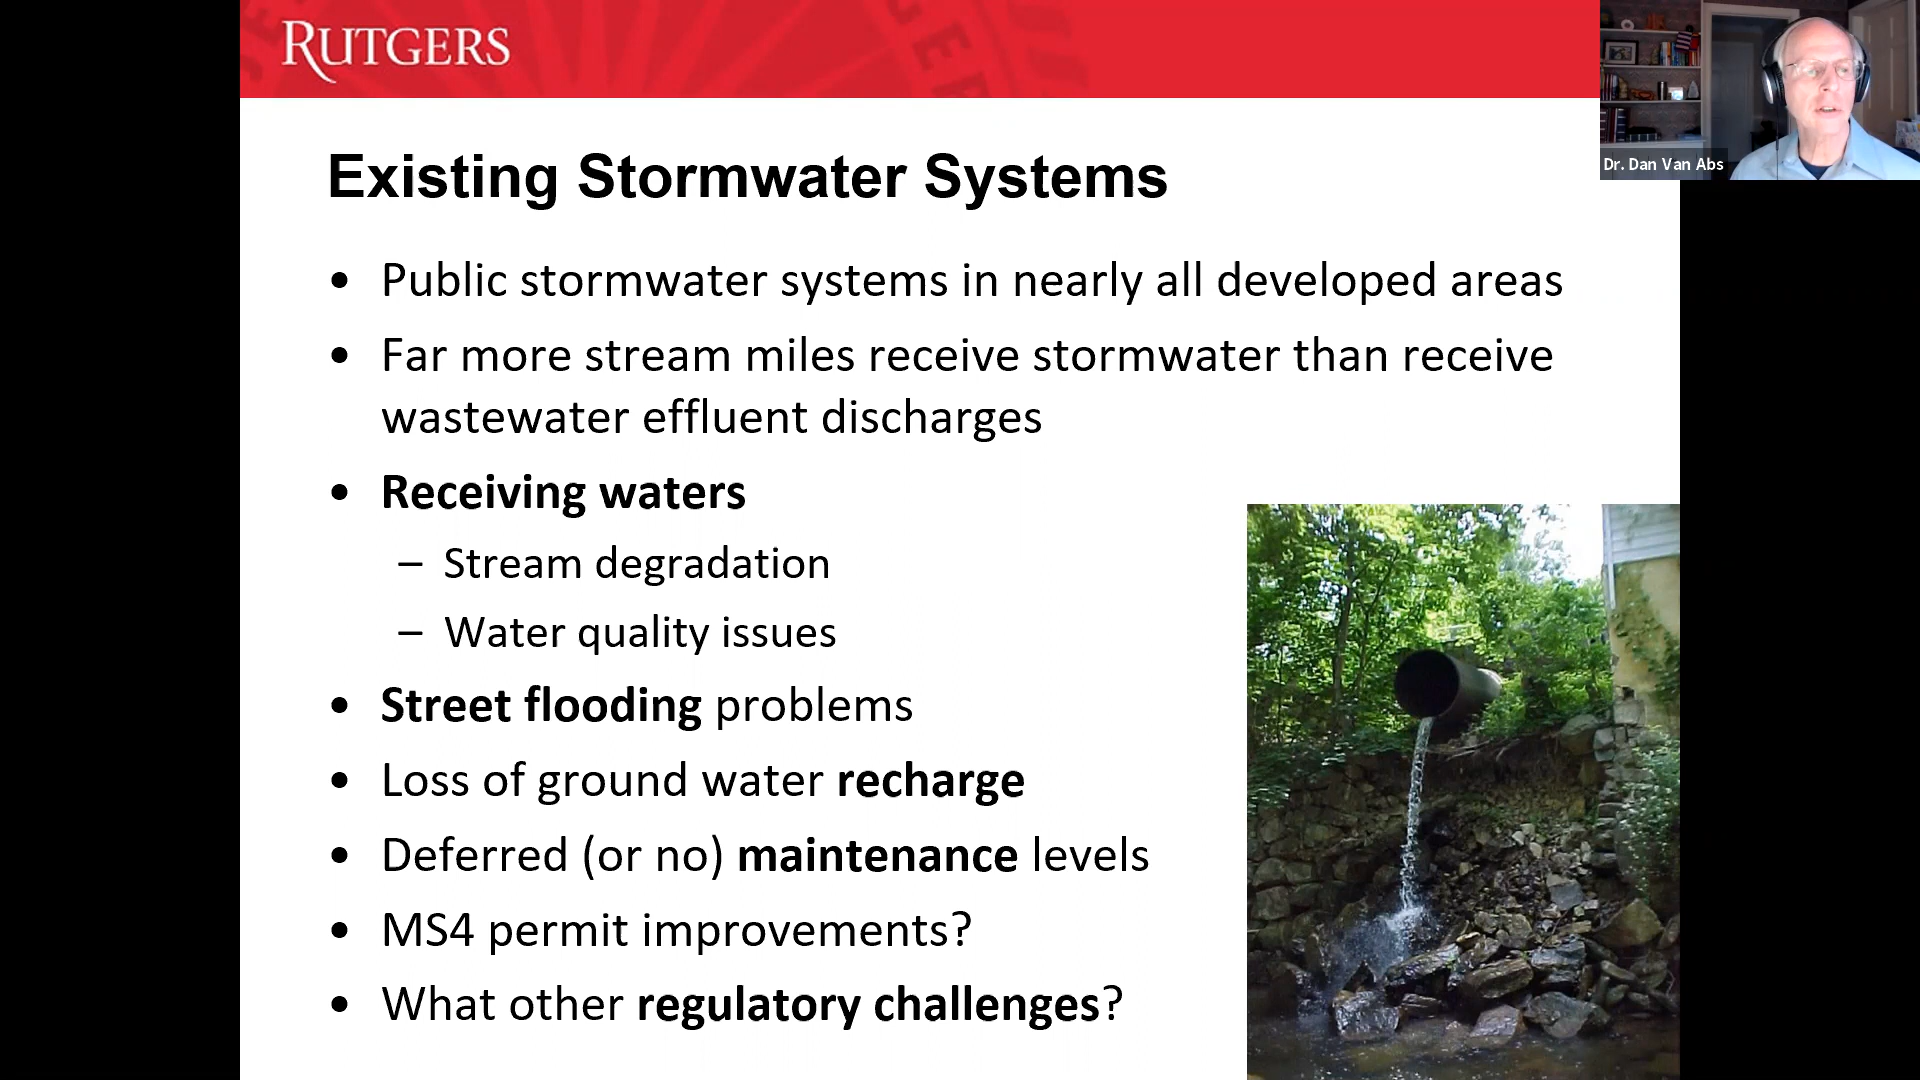 RUTGERS
Dr. Dan Van Abs
Existing Stormwater Systems
• Public stormwater systems in nearly all developed areas
• Far more stream miles receive stormwater than receive
wastewater effluent discharges
• Receiving waters
– Stream degradation
– Water quality issues
• Street flooding problems
• Loss of ground water recharge
• Deferred (or no) maintenance levels
• MS4 permit improvements?
• What other regulatory challenges?